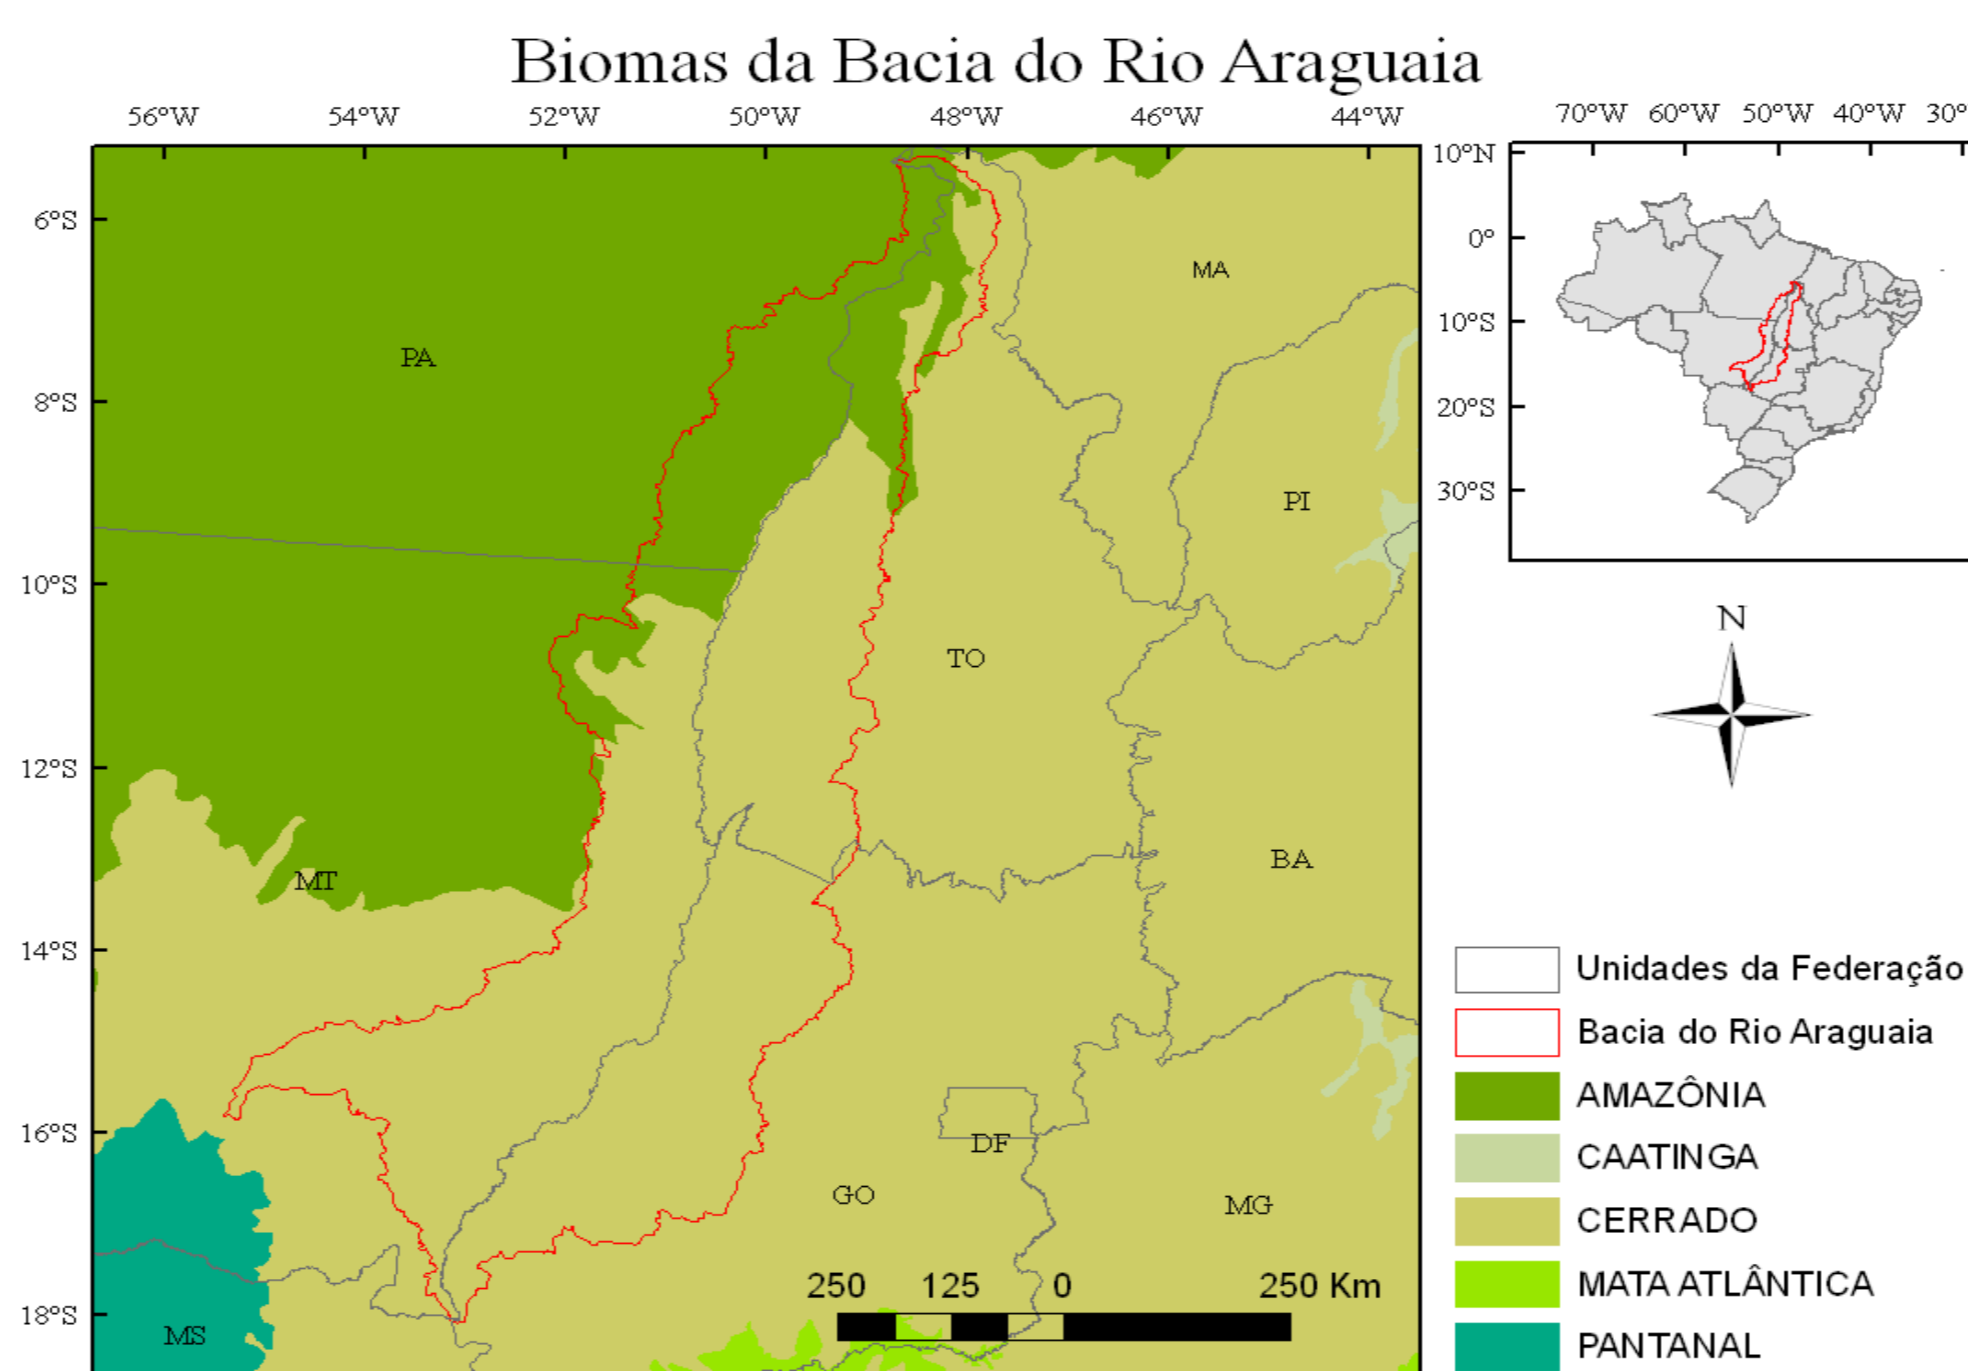 Biomas da Bacia do Rio Araguaia
56°W 54°W 52°W 50°W 48°W 46°W 44°W
70°W 60°W 50°W 40°W
10°N
0°
10°S
20°S
30°S
6°S
8°S
10°S
12°S
14°S
16°S
18°S
MA
PA
PI
TO
BA
MT
DF
GO
MG
MS
N
250 125 0 250 Km
Unidades da Federação
Bacia do Rio Araguaia
AMAZÔNIA
CAATINGA
CERRADO
MATA ATLÂNTICA
PANTANAL